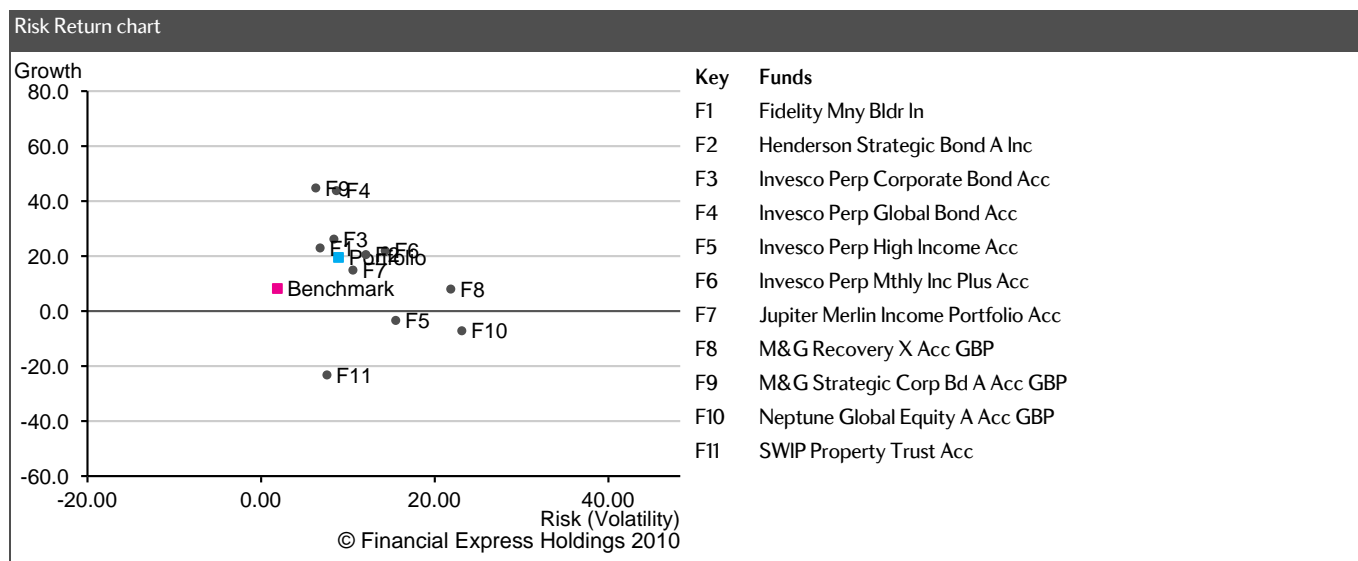 Risk Return chart
Growth
80.0
60.0
40.0
20.0
0.0
-20.0
-40.0
-60.0
-20.00 0.00 20.00 40.00
Risk (Volatility)
© Financial Express Holdings 2010
F9
F4
F3
F1
F2
F6
Portfolio
F7
Benchmark
F8
F5
F10
F11
Key Funds
F1 Fidelity Mny Bldr In
F2 Henderson Strategic Bond A Inc
F3 Invesco Perp Corporate Bond Acc
F4 Invesco Perp Global Bond Acc
F5 Invesco Perp High Income Acc
F6 Invesco Perp Mthly Inc Plus Acc
F7 Jupiter Merlin Income Portfolio Acc
F8 M&G Recovery X Acc GBP
F9 M&G Strategic Corp Bd A Acc GBP
F10 Neptune Global Equity A Acc GBP
F11 SWIP Property Trust Acc